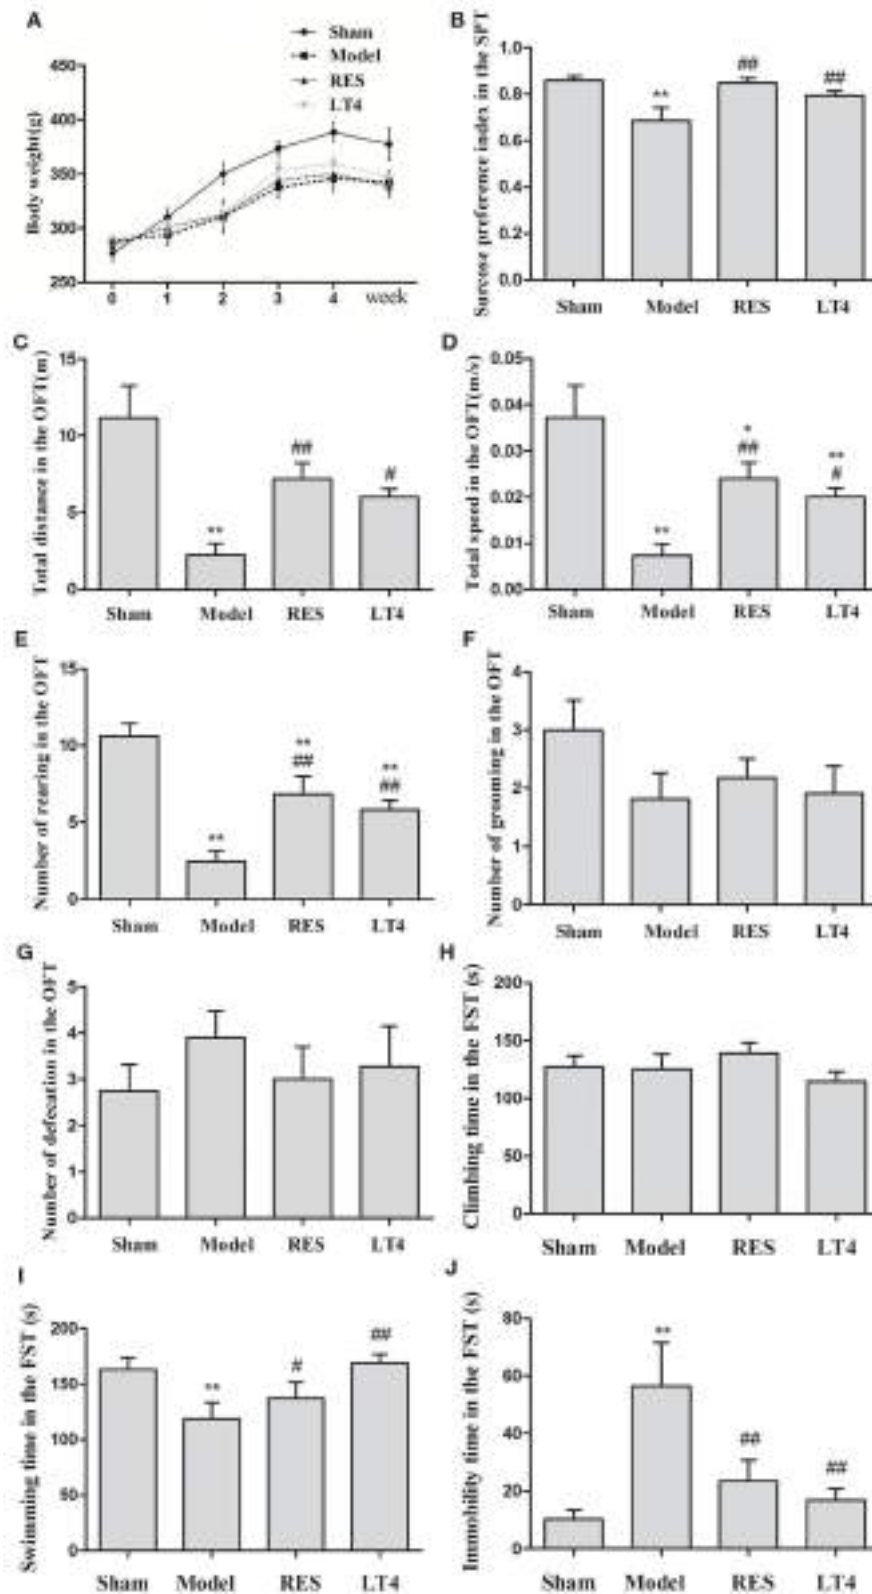 A
Sham
Model
RES
LT4
Body weight(g)
450
400
350
300
250
0 1 2 3 4 week
B
Surcose preference index in the SPT
1.0
0.8
0.6
0.4
0.2
0.0
** ## ##
Sham Model RES LT4
C
Total distance in the OFT(m)
15
10
5
0
** ## #
Sham Model RES LT4
D
Total speed in the OFT(m/s)
0.05
0.04
0.03
0.02
0.01
0.00
* **
** ## #
Sham Model RES LT4
E
Number of rearing in the OFT
15
10
5
0
** **
** ## ##
Sham Model RES LT4
F
Number of grooming in the OFT
4
3
2
1
0
Sham Model RES LT4
G
Number of defecation in the OFT
5
4
3
2
1
0
Sham Model RES LT4
H
Climbing time in the FST (s)
200
150
100
50
0
Sham Model RES LT4
I
Swimming time in the FST (s)
200
150
100
50
0
** # ##
Sham Model RES LT4
J
Immobility time in the FST (s)
80
60
40
20
0
** ## ##
Sham Model RES LT4